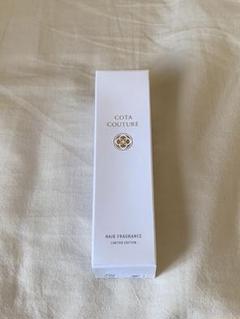 COTA
COUTURE
HAIR FRAGRANCE
LIMITED EDITION